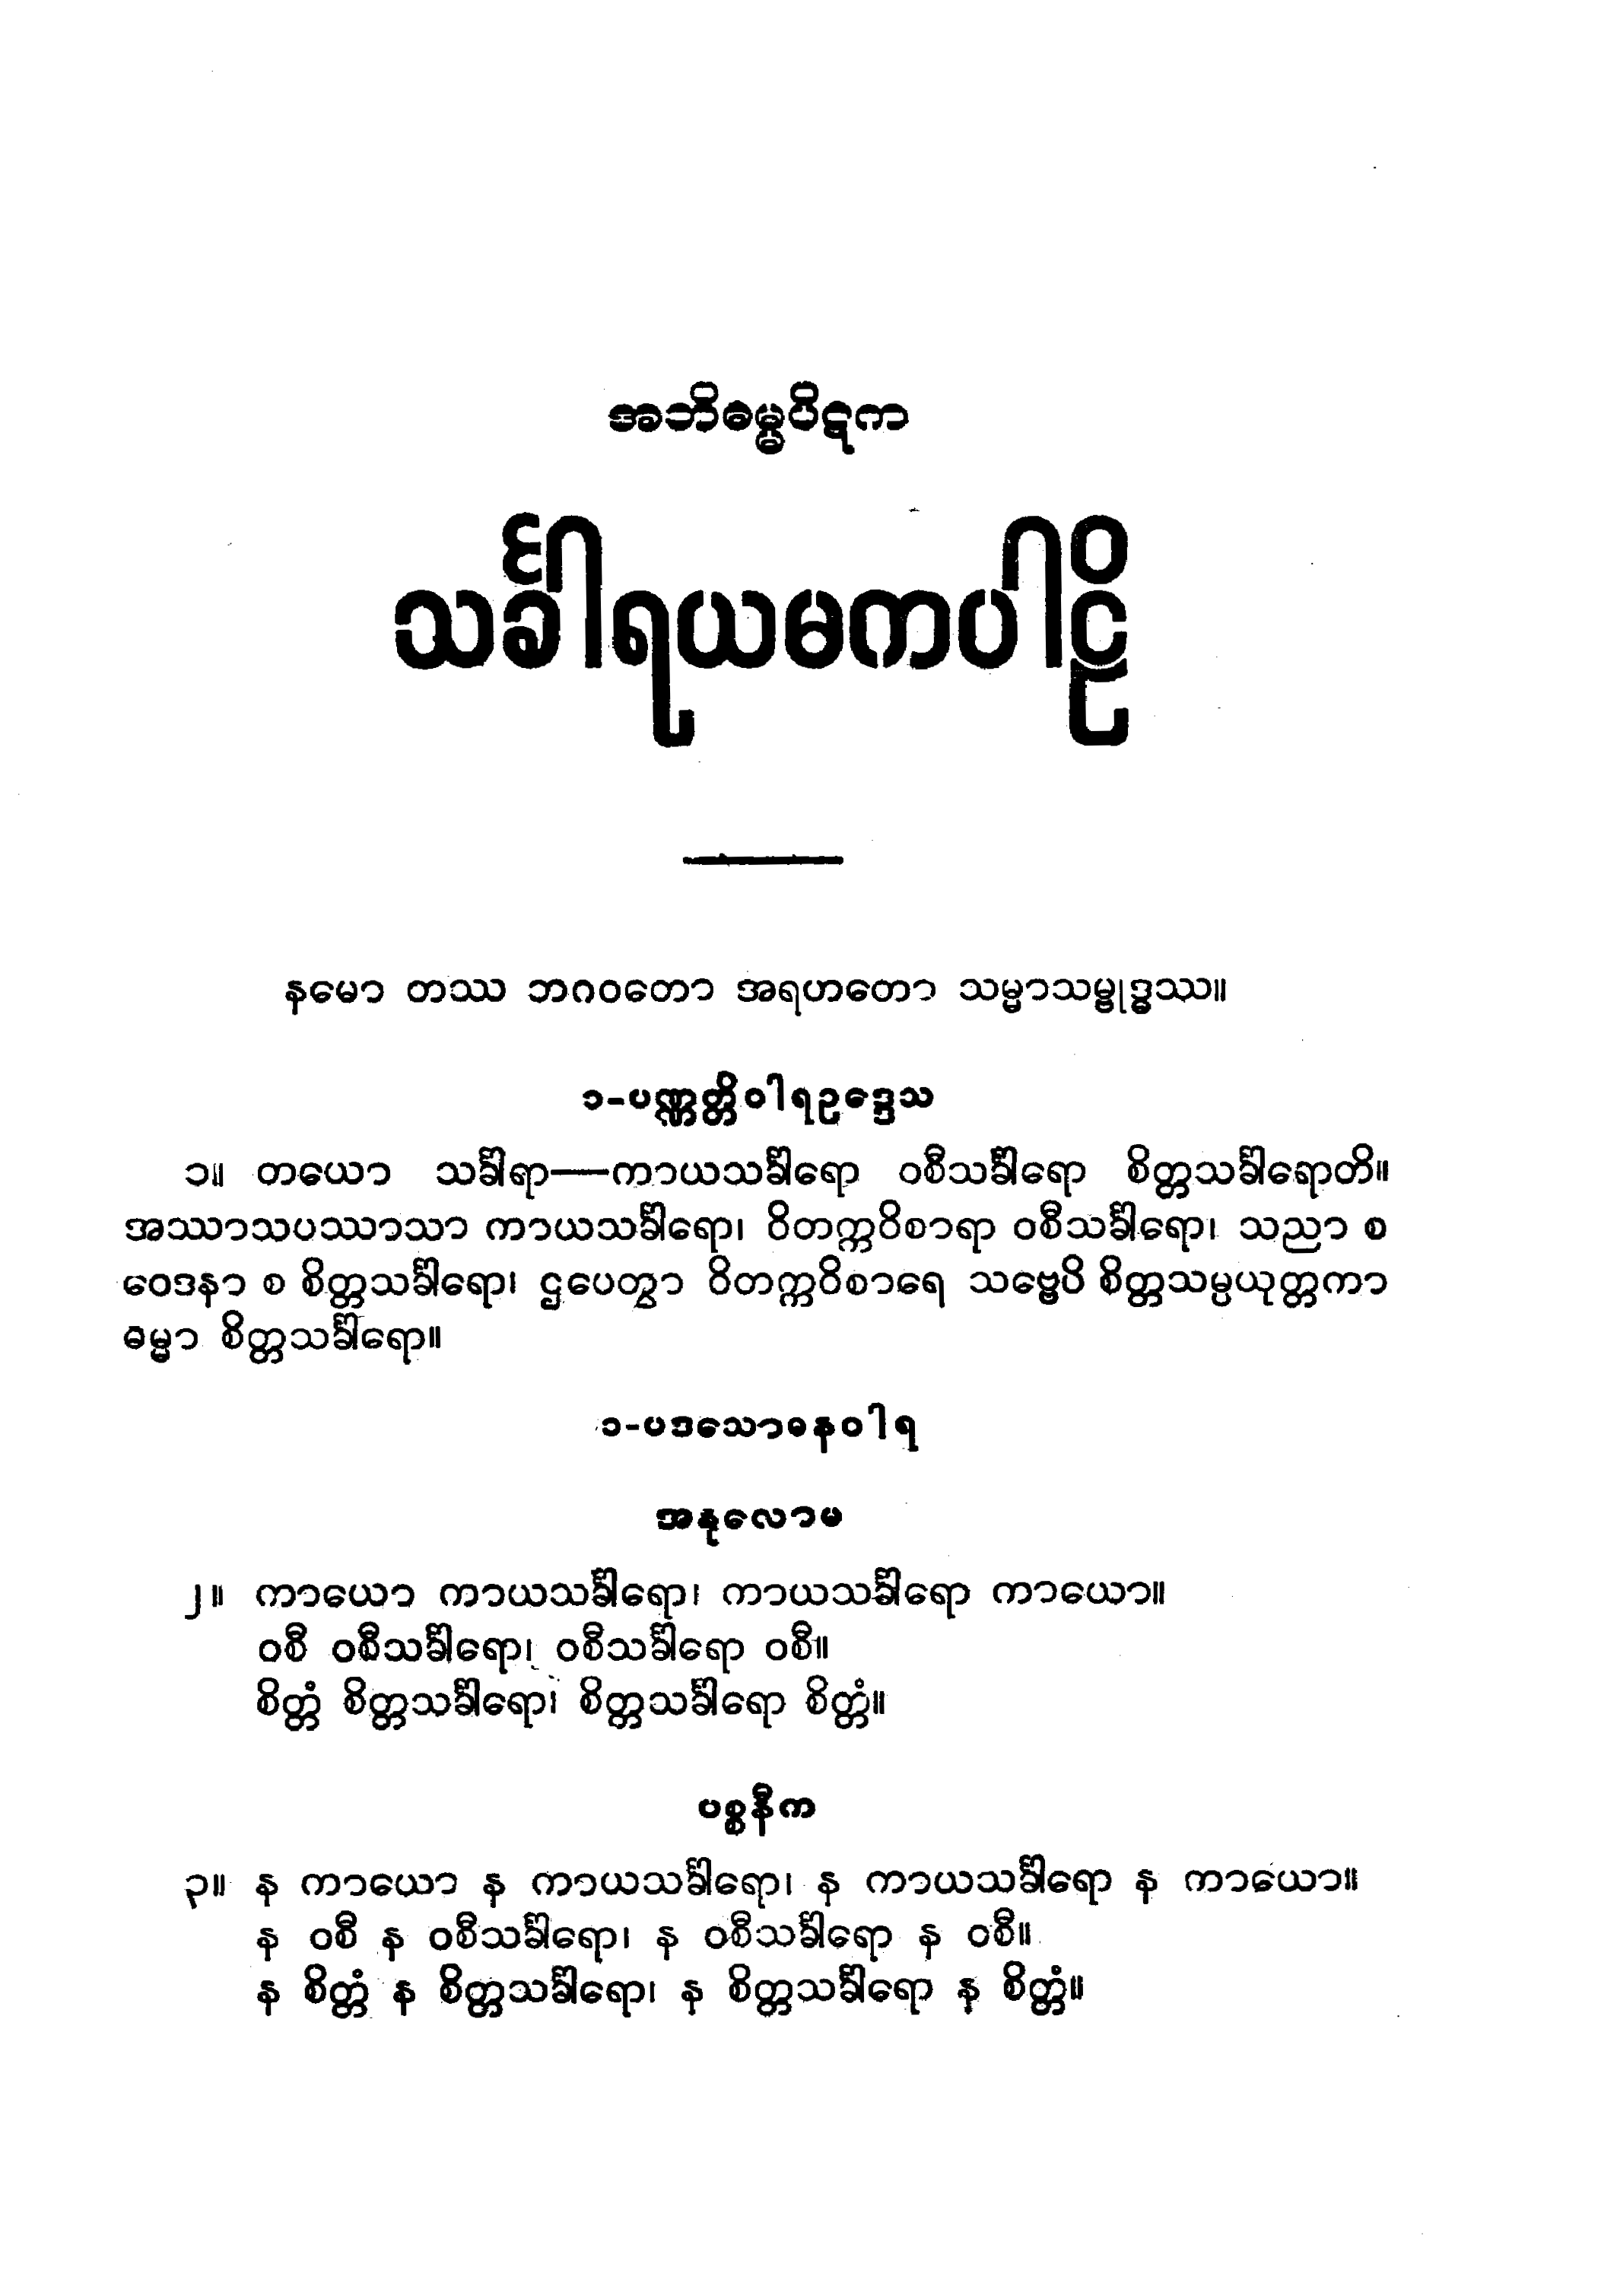 အဘိဓမ္မပိဋက
သင်္ခါရယမကပါဠိ
နမော တဿ ဘဂဝတော အရဟတော သမ္မာသမ္ဗုဒ္ဓဿ။
၁-ပဏ္ဏတ္တိဝါရဥဒ္ဒေသ
၁။ တယော သင်္ခါရာ—ကာယသင်္ခါရော ဝစီသင်္ခါရော စိတ္တသင်္ခါရောတိ။
အဿာသပဿာသာ ကာယသင်္ခါရော၊ ဝိတက္ကဝိစာရာ ဝစီသင်္ခါရော၊ သညာ စ
ဝေဒနာ စ စိတ္တသင်္ခါရော၊ ဌပေတွာ ဝိတက္ကဝိစာရေ သဗ္ဗေပိ စိတ္တသမ္ပယုတ္တကာ
ဓမ္မာ စိတ္တသင်္ခါရော။
၁-ပဒသောဓနဝါရ
အနုလောမ
၂။ ကာယော ကာယသင်္ခါရော၊ ကာယသင်္ခါရော ကာယော။
ဝစီ ဝစီသင်္ခါရော၊ ဝစီသင်္ခါရော ဝစီ။
စိတ္တံ စိတ္တသင်္ခါရော၊ စိတ္တသင်္ခါရော စိတ္တံ။
ပစ္စနီက
၃။ န ကာယော န ကာယသင်္ခါရော၊ န ကာယသင်္ခါရော န ကာယော။
န ဝစီ န ဝစီသင်္ခါရော၊ န ဝစီသင်္ခါရော န ဝစီ။
န စိတ္တံ န စိတ္တသင်္ခါရော၊ န စိတ္တသင်္ခါရော န စိတ္တံ။